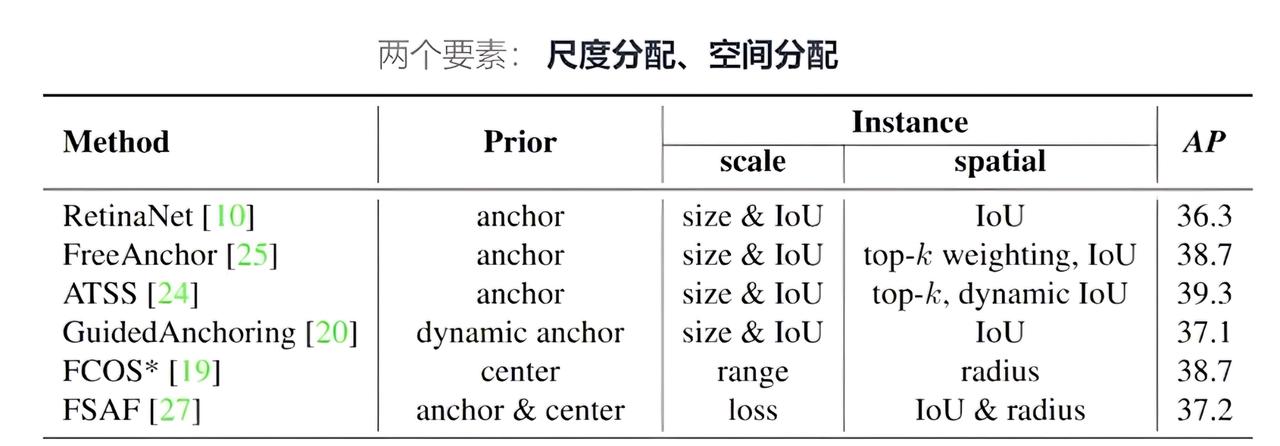 两个要素： 尺度分配、空间分配
Method Prior Instance AP
scale spatial
RetinaNet [10] anchor size & IoU IoU 36.3
FreeAnchor [25] anchor size & IoU top-k weighting, IoU 38.7
ATSS [24] anchor size & IoU top-k, dynamic IoU 39.3
GuidedAnchoring [20] dynamic anchor size & IoU IoU 37.1
FCOS* [19] center range radius 38.7
FSAF [27] anchor & center loss IoU & radius 37.2